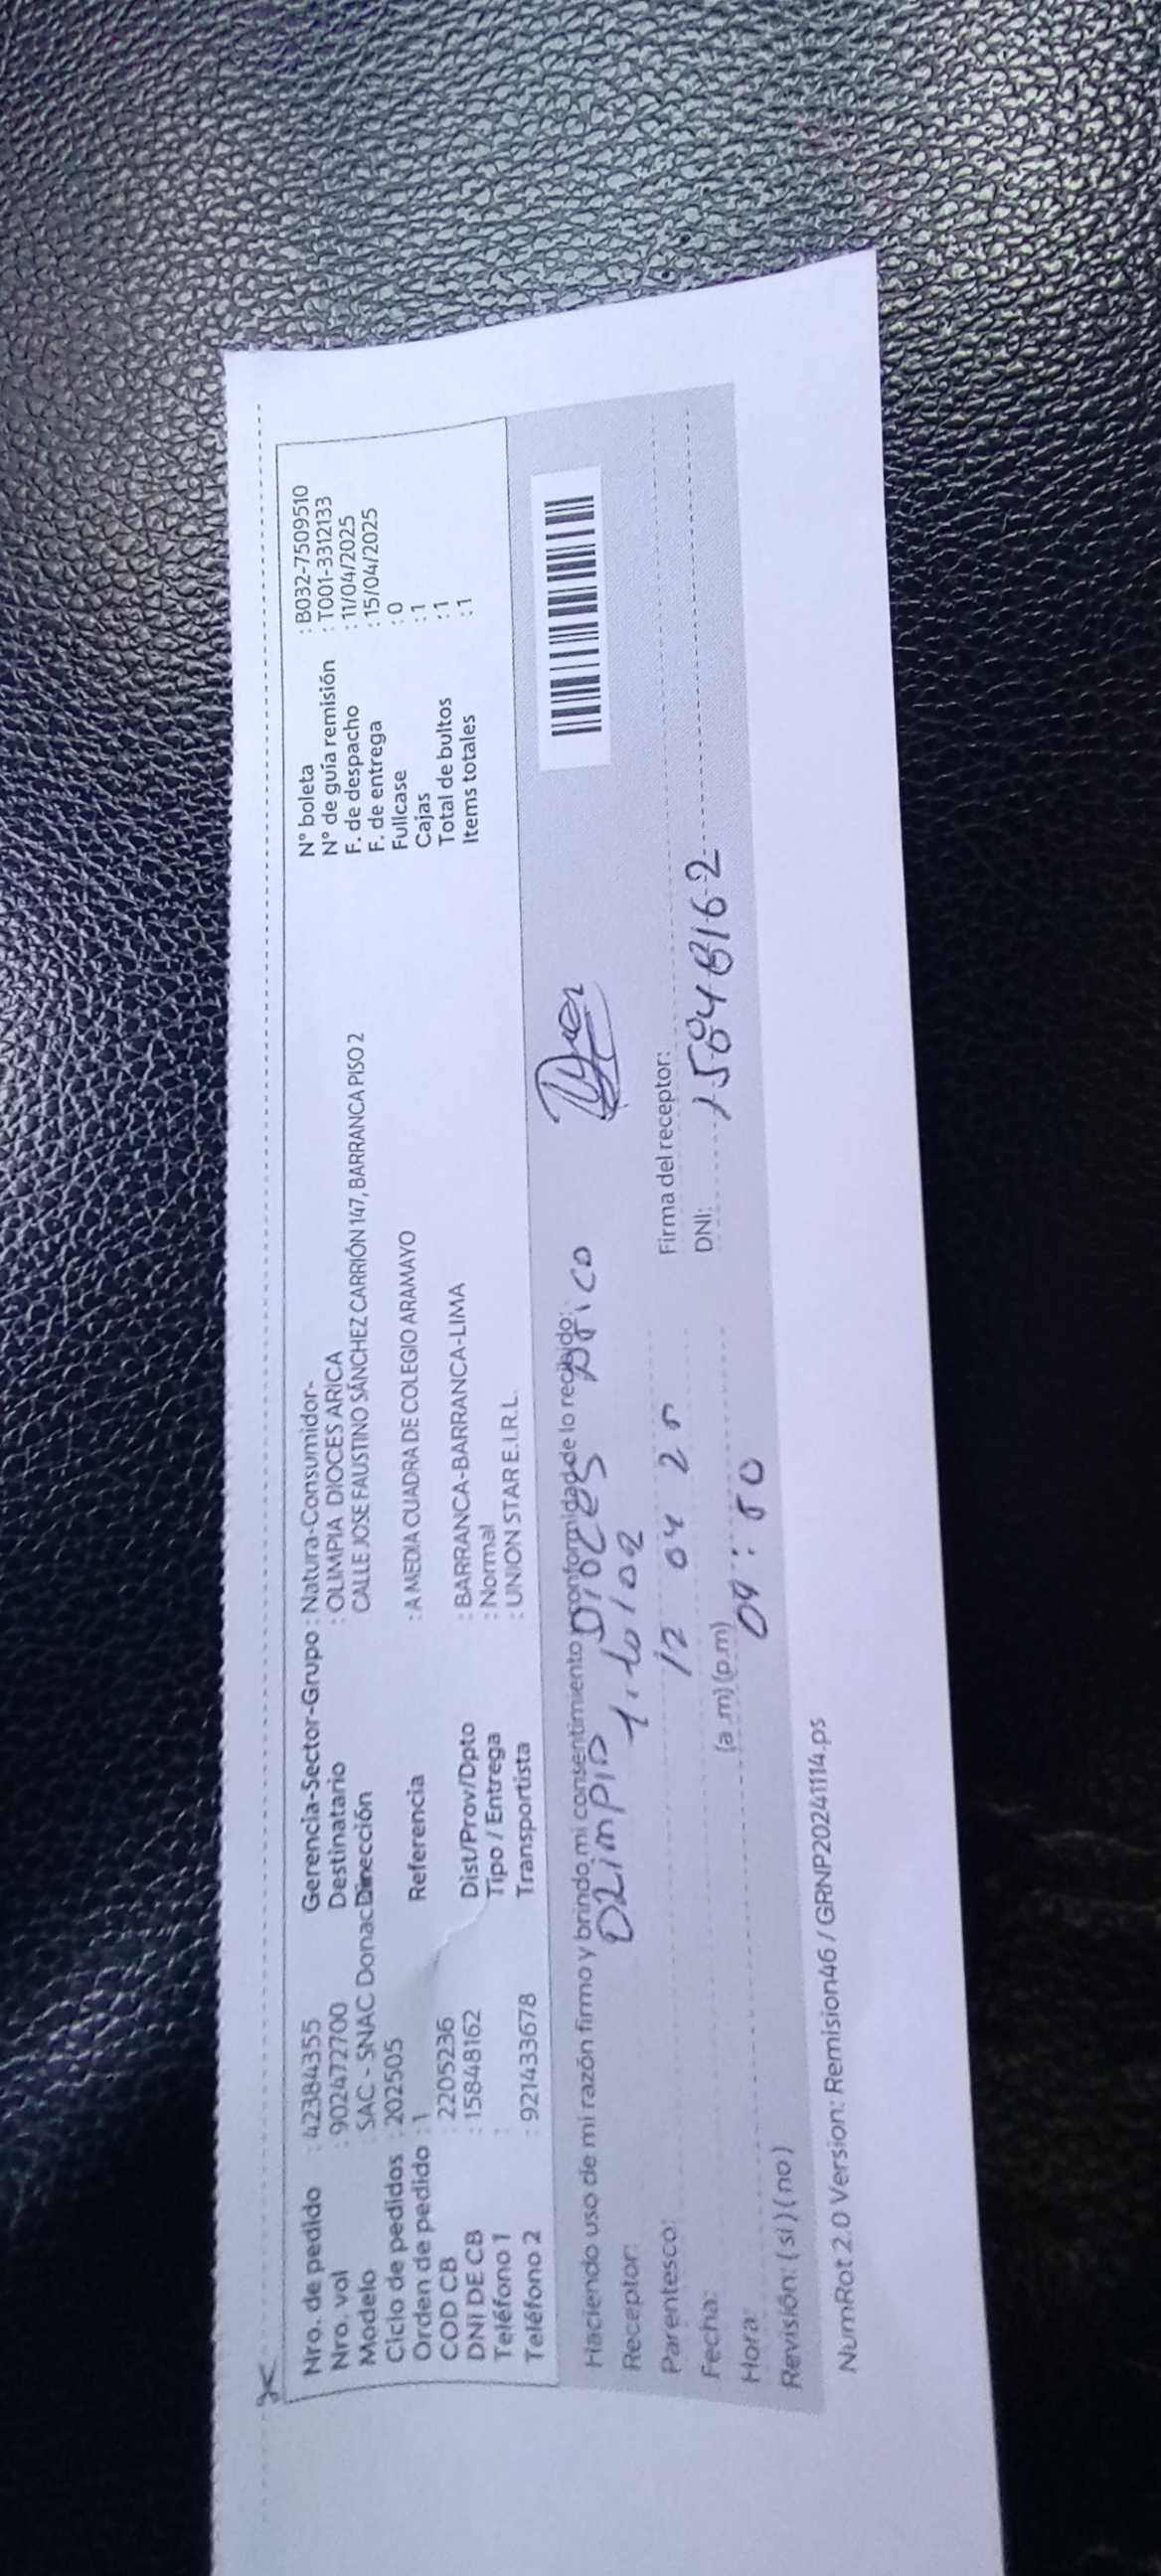 Nro. de pedido : 42384355 Gerencia-Sector-Grupo : Natura-Consumidor- N° boleta : B032-7509510
Nro. vol : 902472700 Destinatario : OLIMPIA DIOCES ARICA N° de guía remisión : T001-3312133
Modelo : SAC - SNAC Donac Dirección CALLE JOSE FAUSTINO SÁNCHEZ CARRIÓN 147, BARRANCA PISO 2 F. de despacho : 11/04/2025
Ciclo de pedidos : 202505 F. de entrega : 15/04/2025
Orden de pedido : 1 Referencia : A MEDIA CUADRA DE COLEGIO ARAMAYO Fullcase : 0
COD CB : 2205236 Cajas : 1
DNI DE CB : 15848162 Dist/Prov/Dpto : BARRANCA-BARRANCA-LIMA Total de bultos : 1
Teléfono 1 : Tipo / Entrega : Normal Items totales : 1
Teléfono 2 : 921433678 Transportista : UNION STAR E.I.R.L.
Haciendo uso de mi razón firmo y brindo mi consentimiento y conformidad de lo recibido:
Receptor: OLimPIA Dioces Arica
Parentesco: titular Firma del receptor:
Fecha: 12 04 25 DNI: 15848162
Hora: (a.m) (p.m) 09:50
Revisión: ( si ) ( no )
NumRot 2.0 Version: Remision46 / GRNP20241114.ps